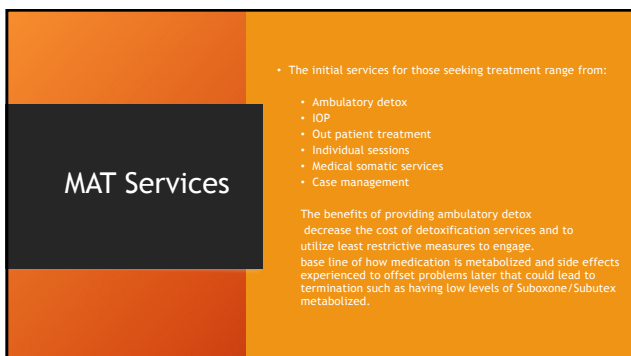 MAT Services
• The initial services for those seeking treatment range from:
• Ambulatory detox
• IOP
• Out patient treatment
• Individual sessions
• Medical somatic services
• Case management
The benefits of providing ambulatory detox
decrease the cost of detoxification services and to
utilize least restrictive measures to engage.
base line of how medication is metabolized and side effects
experienced to offset problems later that could lead to
termination such as having low levels of Suboxone/Subutex
metabolized.